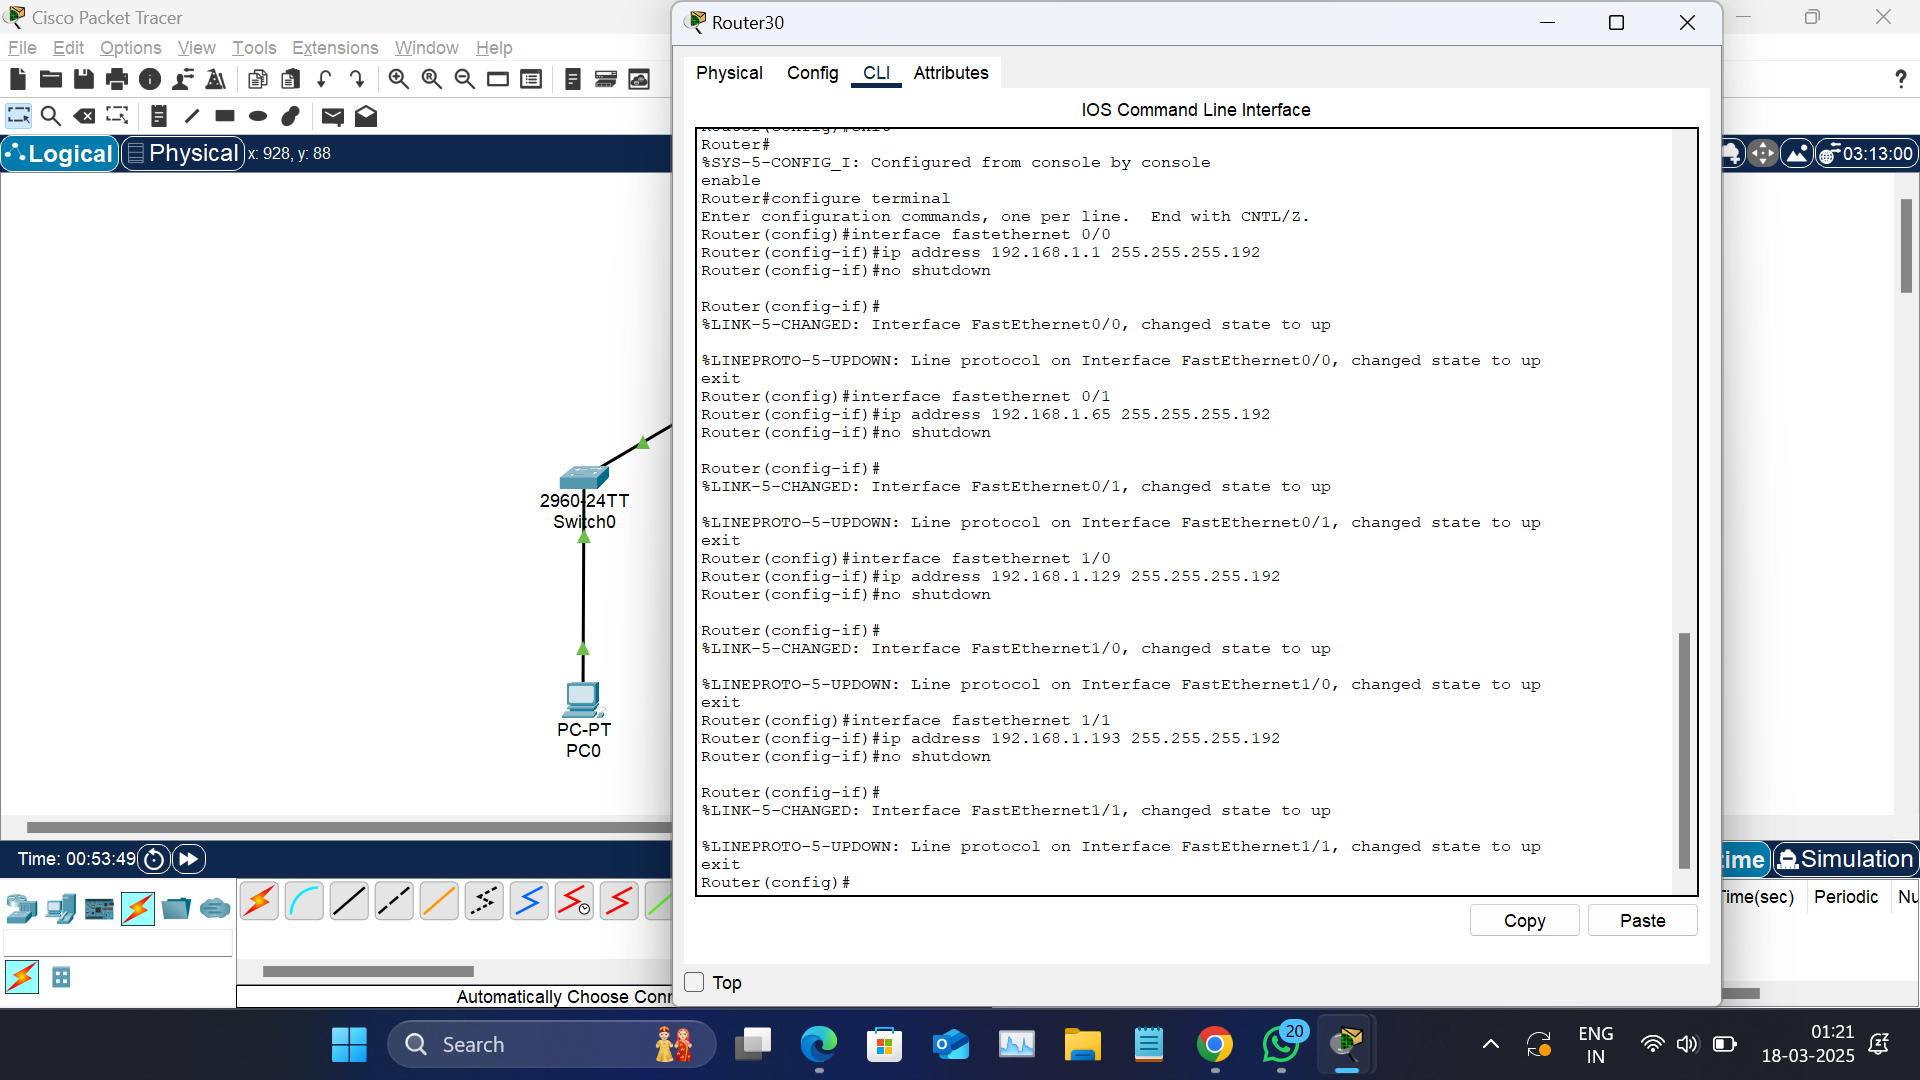 Cisco Packet Tracer
File Edit Options View Tools Extensions Window Help
Logical Physical x: 928, y: 88
03:13:00
2960-24TT
Switch0
PC-PT
PC0
Time: 00:53:49
Automatically Choose Conn
Router30
Physical Config CLI Attributes
IOS Command Line Interface
Router(config)#exit
Router#
%SYS-5-CONFIG_I: Configured from console by console
enable
Router#configure terminal
Enter configuration commands, one per line.  End with CNTL/Z.
Router(config)#interface fastethernet 0/0
Router(config-if)#ip address 192.168.1.1 255.255.255.192
Router(config-if)#no shutdown
Router(config-if)#
%LINK-5-CHANGED: Interface FastEthernet0/0, changed state to up
%LINEPROTO-5-UPDOWN: Line protocol on Interface FastEthernet0/0, changed state to up
exit
Router(config)#interface fastethernet 0/1
Router(config-if)#ip address 192.168.1.65 255.255.255.192
Router(config-if)#no shutdown
Router(config-if)#
%LINK-5-CHANGED: Interface FastEthernet0/1, changed state to up
%LINEPROTO-5-UPDOWN: Line protocol on Interface FastEthernet0/1, changed state to up
exit
Router(config)#interface fastethernet 1/0
Router(config-if)#ip address 192.168.1.129 255.255.255.192
Router(config-if)#no shutdown
Router(config-if)#
%LINK-5-CHANGED: Interface FastEthernet1/0, changed state to up
%LINEPROTO-5-UPDOWN: Line protocol on Interface FastEthernet1/0, changed state to up
exit
Router(config)#interface fastethernet 1/1
Router(config-if)#ip address 192.168.1.193 255.255.255.192
Router(config-if)#no shutdown
Router(config-if)#
%LINK-5-CHANGED: Interface FastEthernet1/1, changed state to up
%LINEPROTO-5-UPDOWN: Line protocol on Interface FastEthernet1/1, changed state to up
exit
Router(config)#
Copy Paste
Top
ime Simulation
Time(sec) Periodic Nu
Search
20
ENG
IN
01:21
18-03-2025